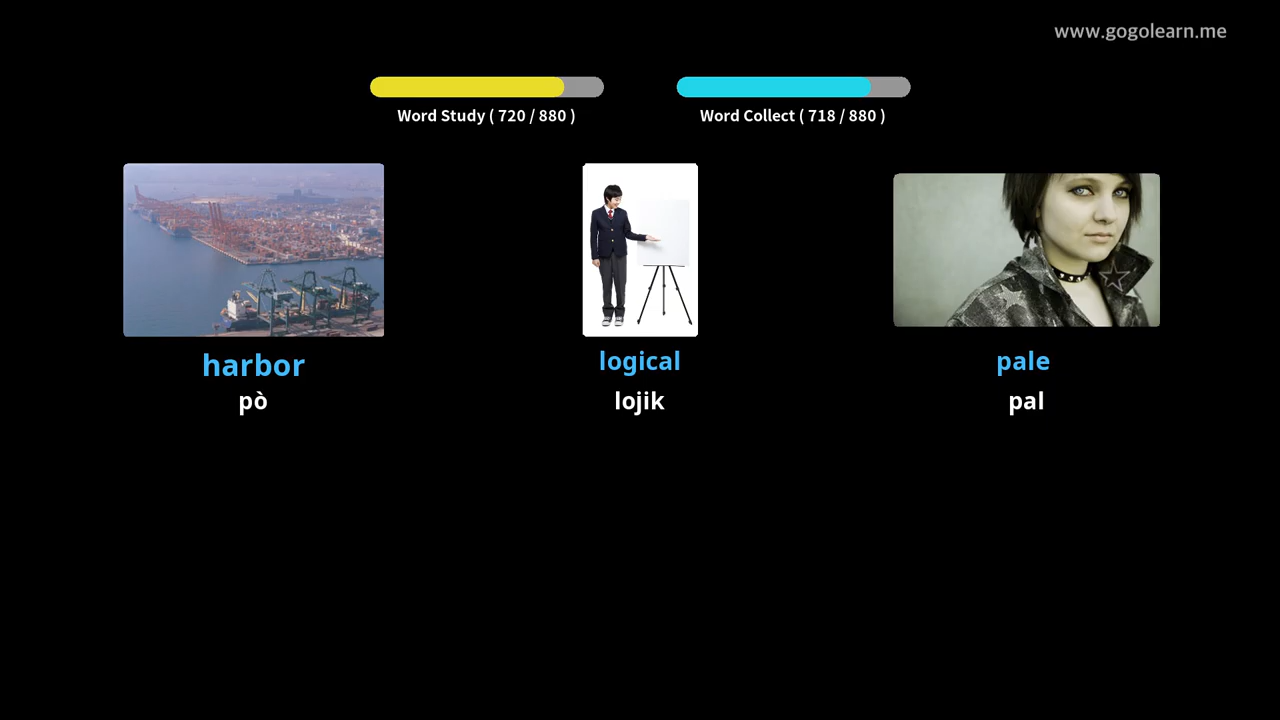 www.gogolearn.me
Word Study ( 720 / 880 )
Word Collect ( 718 / 880 )
harbor
pò
logical
lojik
pale
pal